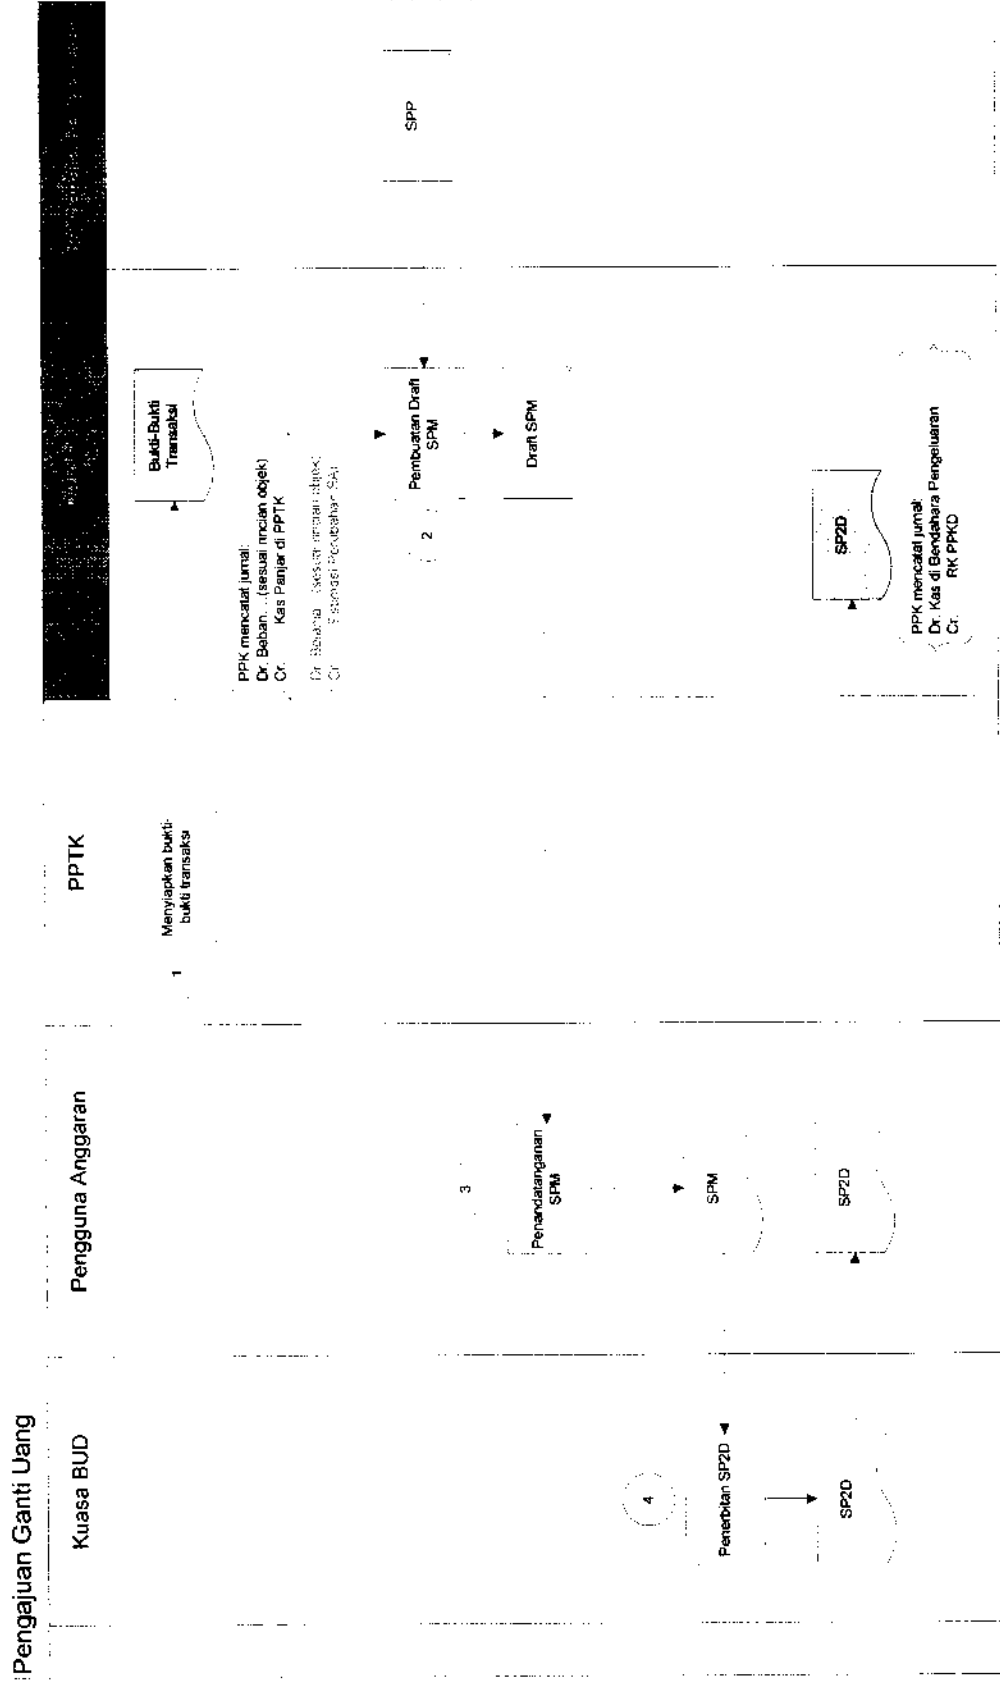 Pengajuan Ganti Uang
Kuasa BUD
Pengguna Anggaran
PPTK
1
Menyiapkan bukti-
bukti transaksi
Bukti-Bukti
Transaksi
PPK mencatat jurnal:
Dr. Beban....(sesuai rincian objek)
Cr. Kas Panjar di PPTK
Cr.
SPP
2
Pembuatan Draft
SPM
Draft SPM
3
Penandatanganan
SPM
SPM
4
Penerbitan SP2D
SP2D
SP2D
SP2D
PPK mencatat jurnal:
Dr. Kas di Bendahara Pengeluaran
Cr. RK PPKD